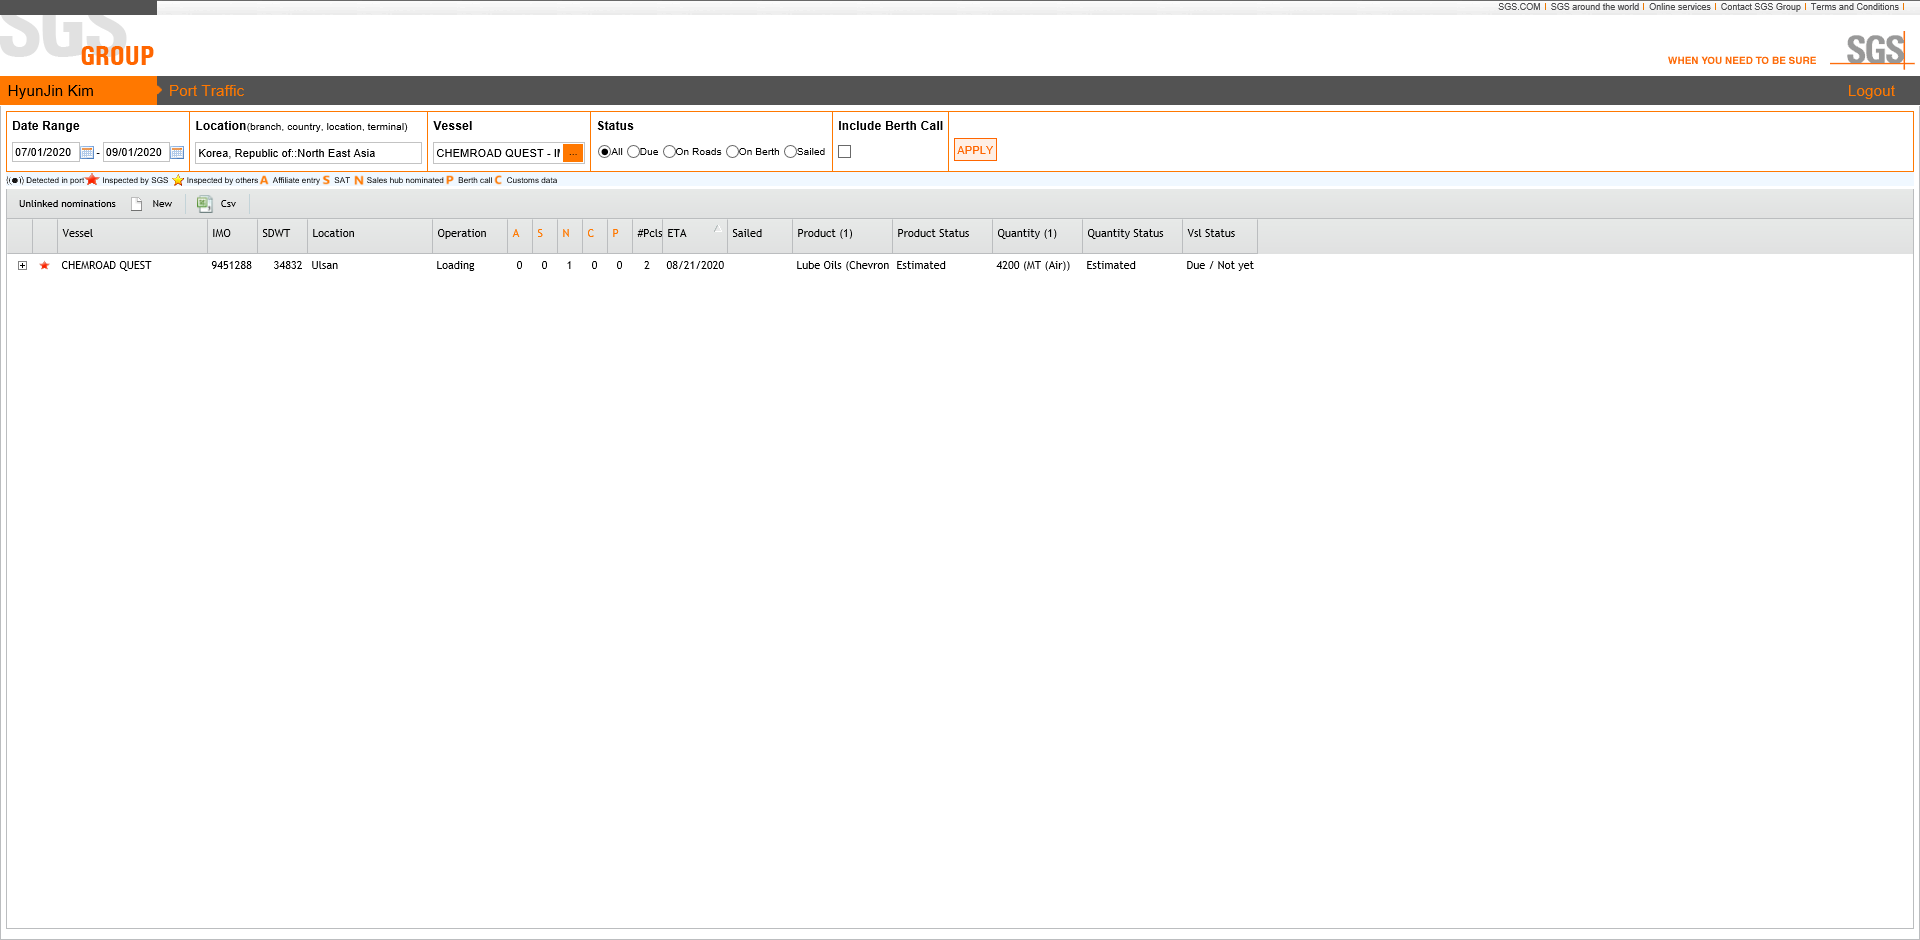 SGS.COM | SGS around the world | Online services | Contact SGS Group | Terms and Conditions |
SGS
GROUP
WHEN YOU NEED TO BE SURE
SGS
HyunJin Kim
Port Traffic
Logout
Date Range
Location(branch, country, location, terminal)
Vessel
Status
Include Berth Call
07/01/2020 - 09/01/2020
Korea, Republic of::North East Asia
CHEMROAD QUEST - I
...
All Due On Roads On Berth Sailed
APPLY
((●)) Detected in port Inspected by SGS Inspected by others A Affiliate entry S SAT N Sales hub nominated P Berth call C Customs data
Unlinked nominations New Csv
Vessel IMO SDWT Location Operation A S N C P #Pcls ETA Sailed Product (1) Product Status Quantity (1) Quantity Status Vsl Status
CHEMROAD QUEST 9451288 34832 Ulsan Loading 0 0 1 0 0 2 08/21/2020 Lube Oils (Chevron Estimated 4200 (MT (Air)) Estimated Due / Not yet